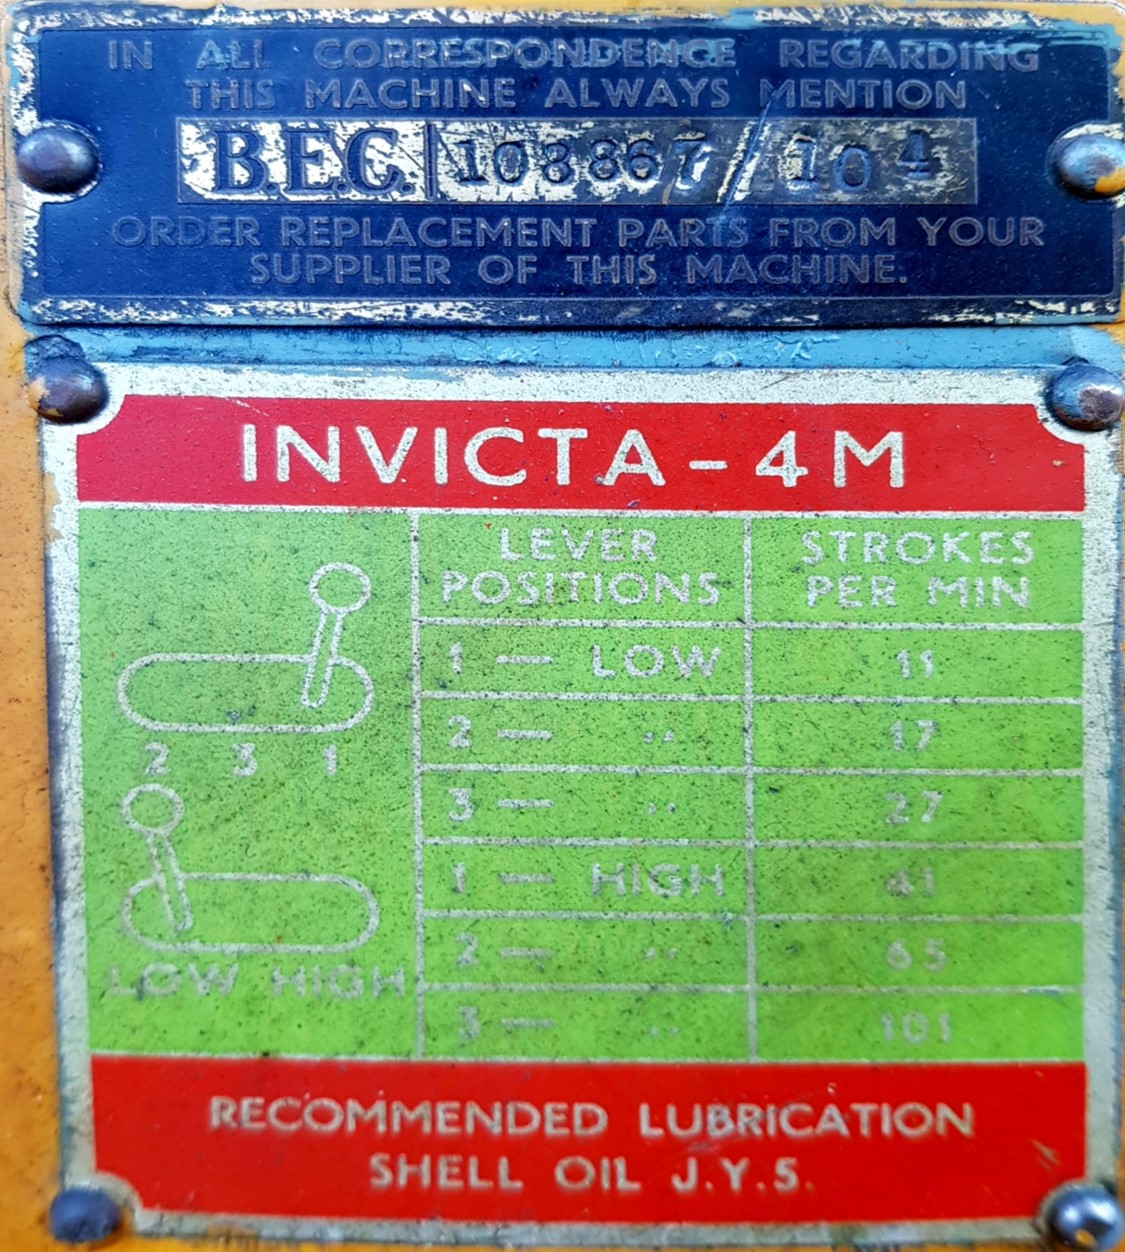 IN ALL CORRESPONDENCE REGARDING
THIS MACHINE ALWAYS MENTION
B.E.C. 108867/104
ORDER REPLACEMENT PARTS FROM YOUR
SUPPLIER OF THIS MACHINE.
INVICTA – 4M
LEVER POSITIONS STROKES PER MIN
1 — LOW 11
2 — ,, 17
3 — ,, 27
1 — HIGH 41
2 — ,, 65
3 — ,, 101
2 3 1
LOW HIGH
RECOMMENDED LUBRICATION
SHELL OIL J.Y.5.